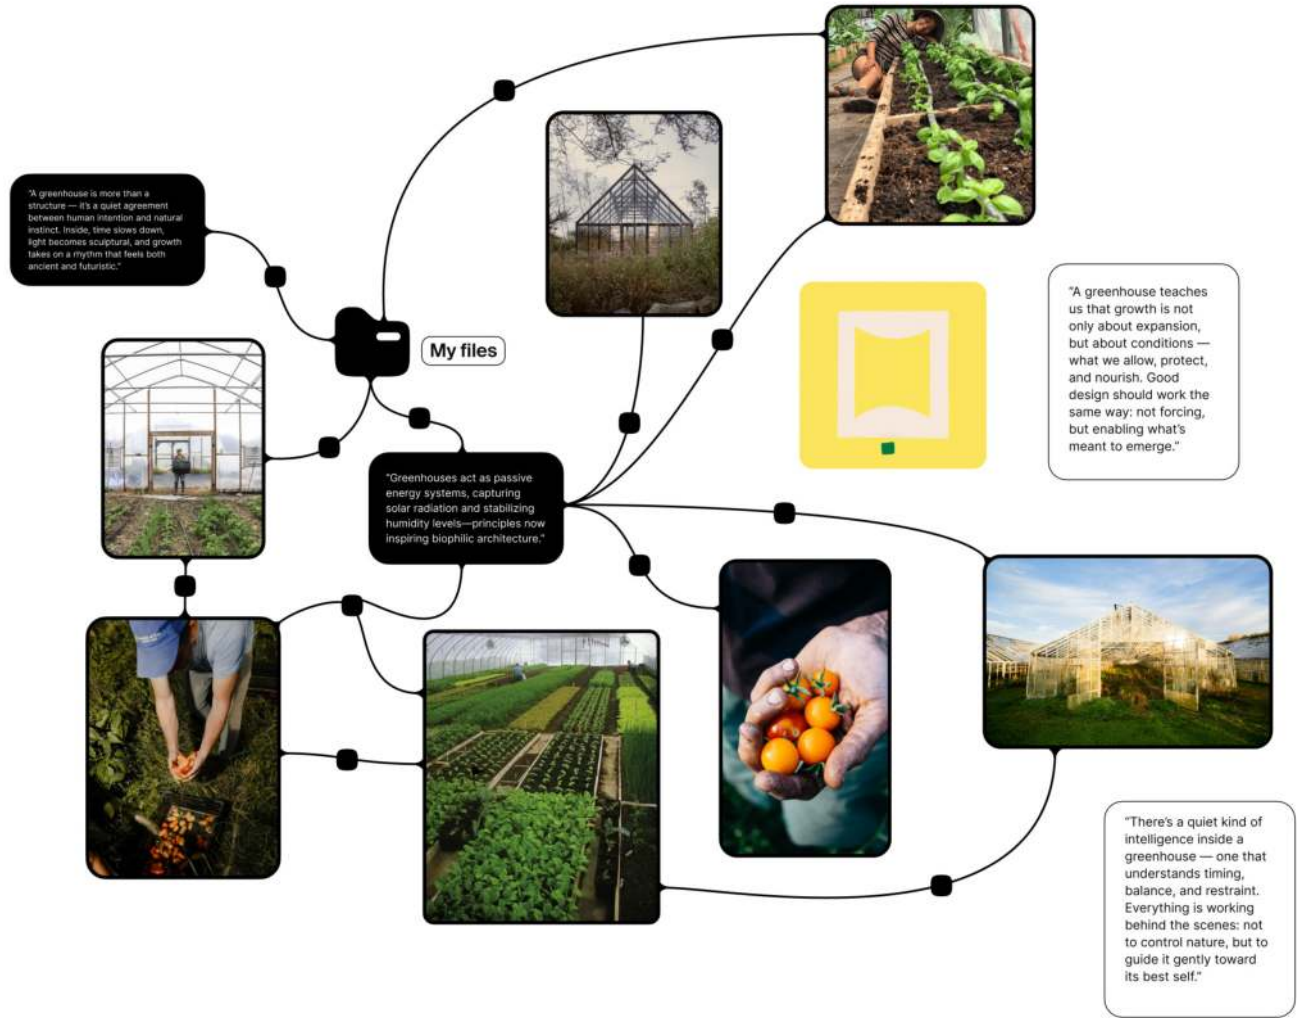 "A greenhouse is more than a
structure — it's a quiet agreement
between human intention and natural
instinct. Inside, time slows down,
light becomes sculptural, and growth
takes on a rhythm that feels both
ancient and futuristic."
My files
"A greenhouse teaches
us that growth is not
only about expansion,
but about conditions —
what we allow, protect,
and nourish. Good
design should work the
same way: not forcing,
but enabling what's
meant to emerge."
"Greenhouses act as passive
energy systems, capturing
solar radiation and stabilizing
humidity levels—principles now
inspiring biophilic architecture."
"There's a quiet kind of
intelligence inside a
greenhouse — one that
understands timing,
balance, and restraint.
Everything is working
behind the scenes: not
to control nature, but to
guide it gently toward
its best self."